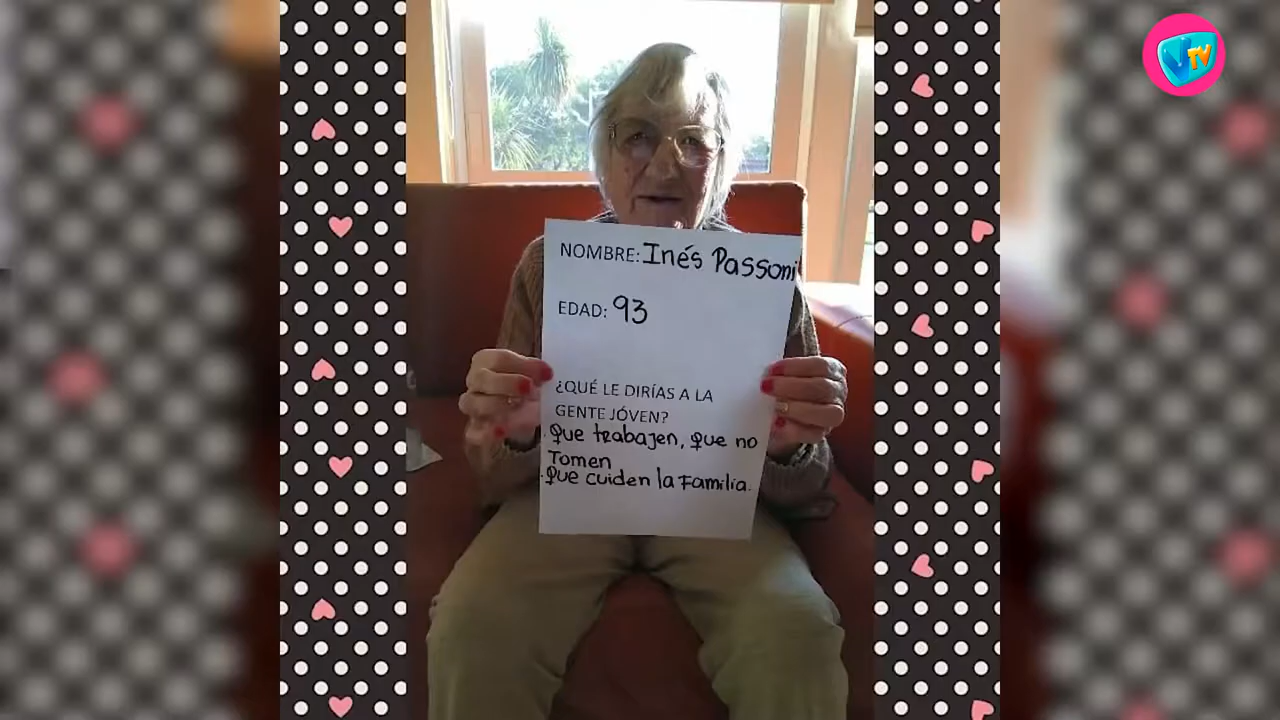 VTV
NOMBRE: Inés Passoni
EDAD: 93
¿QUÉ LE DIRÍAS A LA
GENTE JÓVEN?
. Que trabajen, que no
Tomen
. Que cuiden la Familia.